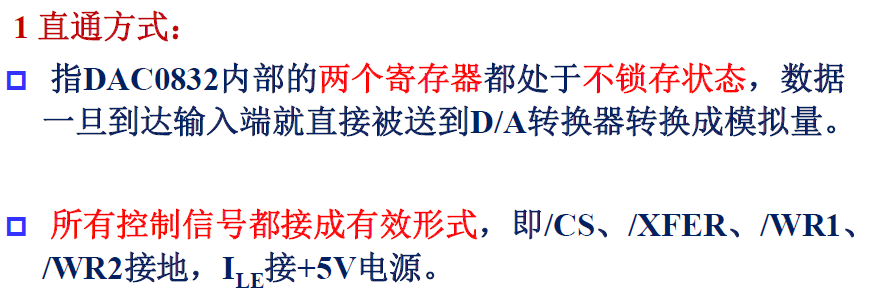 1 直通方式：
指DAC0832内部的两个寄存器都处于不锁存状态，数据
一旦到达输入端就直接被送到D/A转换器转换成模拟量。
所有控制信号都接成有效形式，即/CS、/XFER、/WR1、
/WR2接地，ILE接+5V电源。